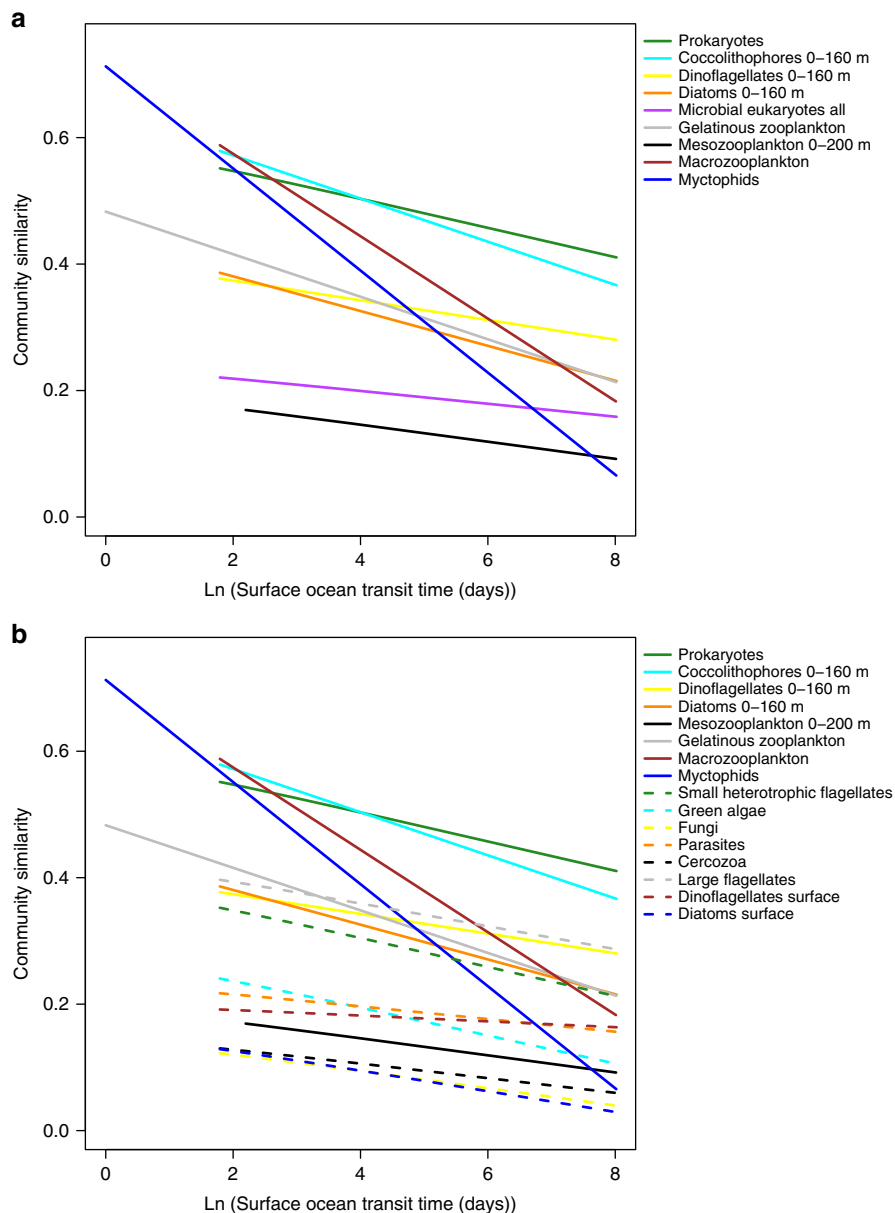 a
Community similarity
0.6
0.4
0.2
0.0
0
2
4
6
8
Ln (Surface ocean transit time (days))
Prokaryotes
Coccolithophores 0–160 m
Dinoflagellates 0–160 m
Diatoms 0–160 m
Microbial eukaryotes all
Gelatinous zooplankton
Mesozooplankton 0–200 m
Macrozooplankton
Myctophids
b
Community similarity
0.6
0.4
0.2
0.0
0
2
4
6
8
Ln (Surface ocean transit time (days))
Prokaryotes
Coccolithophores 0–160 m
Dinoflagellates 0–160 m
Diatoms 0–160 m
Mesozooplankton 0–200 m
Gelatinous zooplankton
Macrozooplankton
Myctophids
Small heterotrophic flagellates
Green algae
Fungi
Parasites
Cercozoa
Large flagellates
Dinoflagellates surface
Diatoms surface